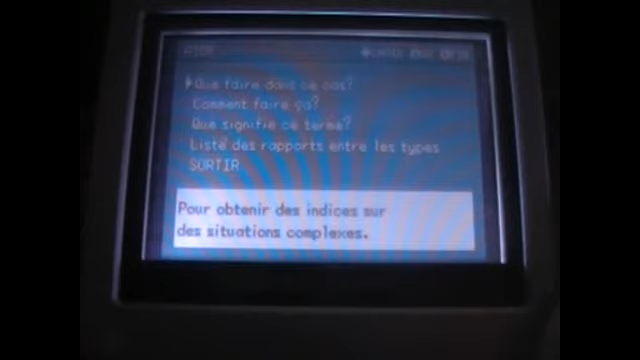 AIDE
Que faire dans ce cas?
Comment faire ça?
Que signifie ce terme?
Liste des rapports entre les types
SORTIR
Pour obtenir des indices sur
des situations complexes.